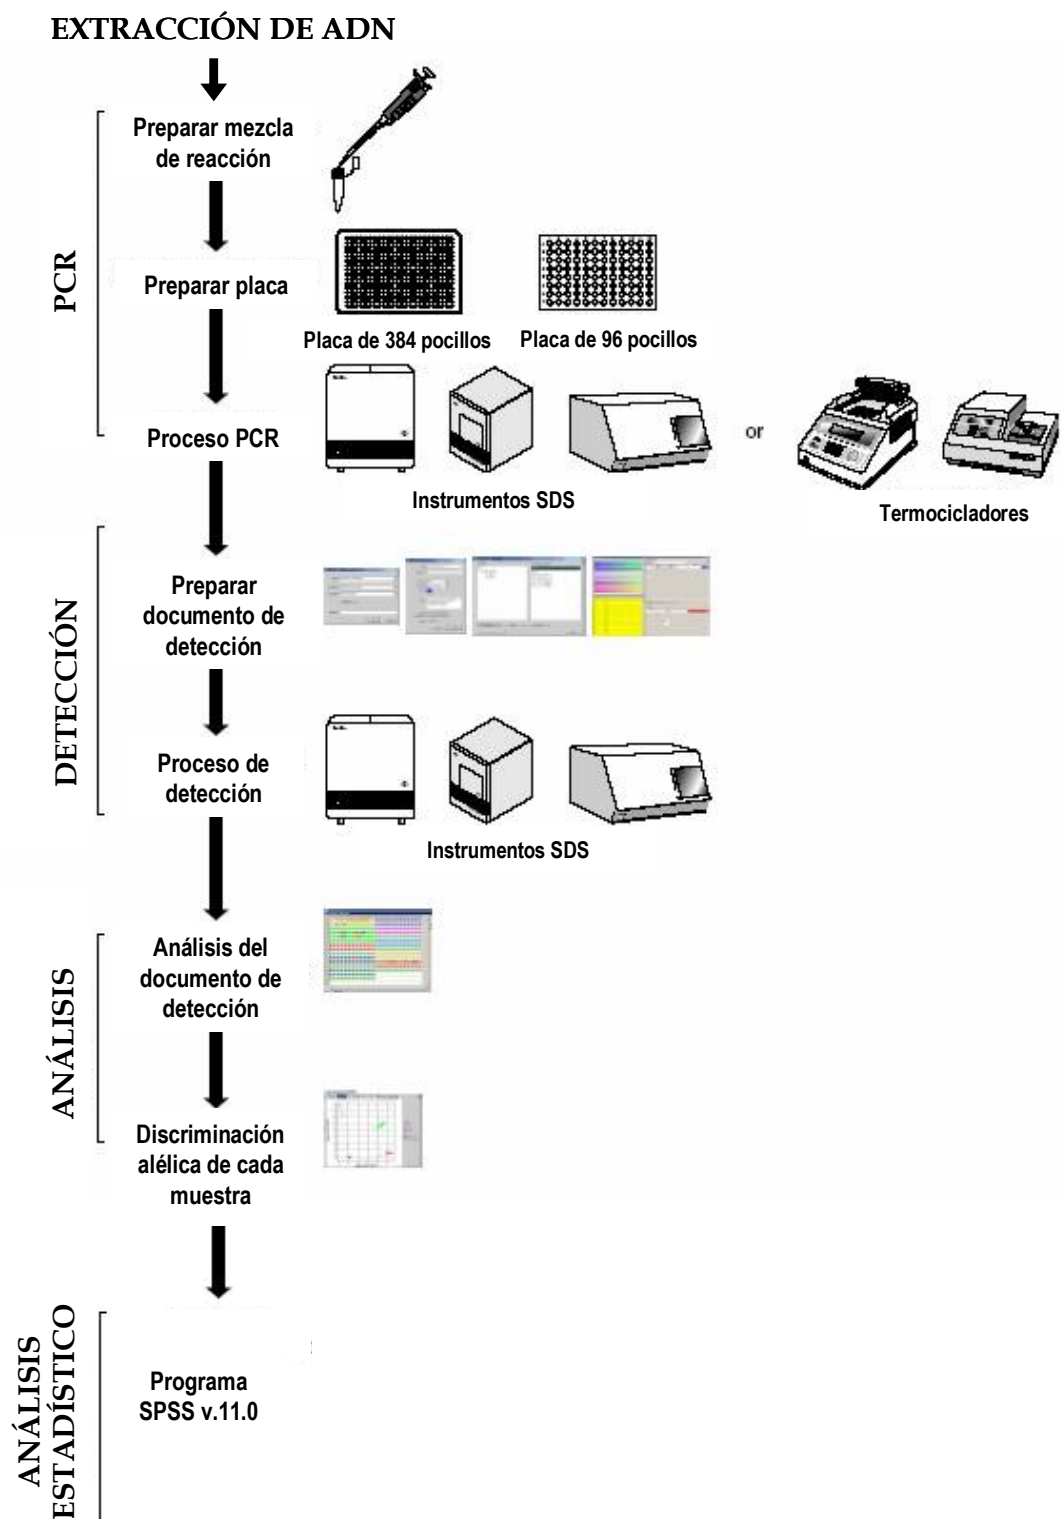 EXTRACCIÓN DE ADN
PCR
Preparar mezcla
de reacción
Preparar placa
Placa de 384 pocillos
Placa de 96 pocillos
Proceso PCR
or
Instrumentos SDS
Termocicladores
DETECCIÓN
Preparar
documento de
detección
Proceso de
detección
Instrumentos SDS
ANÁLISIS
Análisis del
documento de
detección
Discriminación
alélica de cada
muestra
ANÁLISIS
ESTADÍSTICO
Programa
SPSS v.11.0